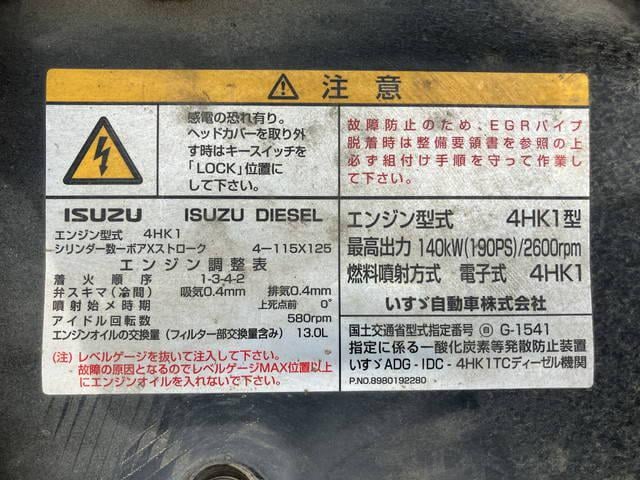 注意
感電の恐れ有り。
ヘッドカバーを取り外
す時はキースイッチを
「LOCK」位置に
して下さい。
故障防止のため、EGRパイプ
脱着時は整備要領書を参照の上
必ず組付け手順を守って作業し
て下さい。
ISUZU ISUZU DIESEL
エンジン型式 4HK1
シリンダー数ーボアXストローク 4-115X125
エンジン調整表
着火順序 1-3-4-2
弁スキマ(冷間) 吸気0.4mm 排気0.4mm
噴射始メ時期 上死点前 0°
アイドル回転数 580rpm
エンジンオイルの交換量(フィルター部交換量含み) 13.0L
(注)レベルゲージを抜いて注入して下さい。
・故障の原因となるのでレベルゲージMAX位置以上
にエンジンオイルを入れないで下さい。
エンジン型式 4HK1型
最高出力 140kW(190PS)/2600rpm
燃料噴射方式 電子式 4HK1
いすゞ自動車株式会社
国土交通省型式指定番号 自 G-1541
指定に係る一酸化炭素等発散防止装置
いすゞADG-IDC-4HK1TCディーゼル機関
P.NO.8980192280